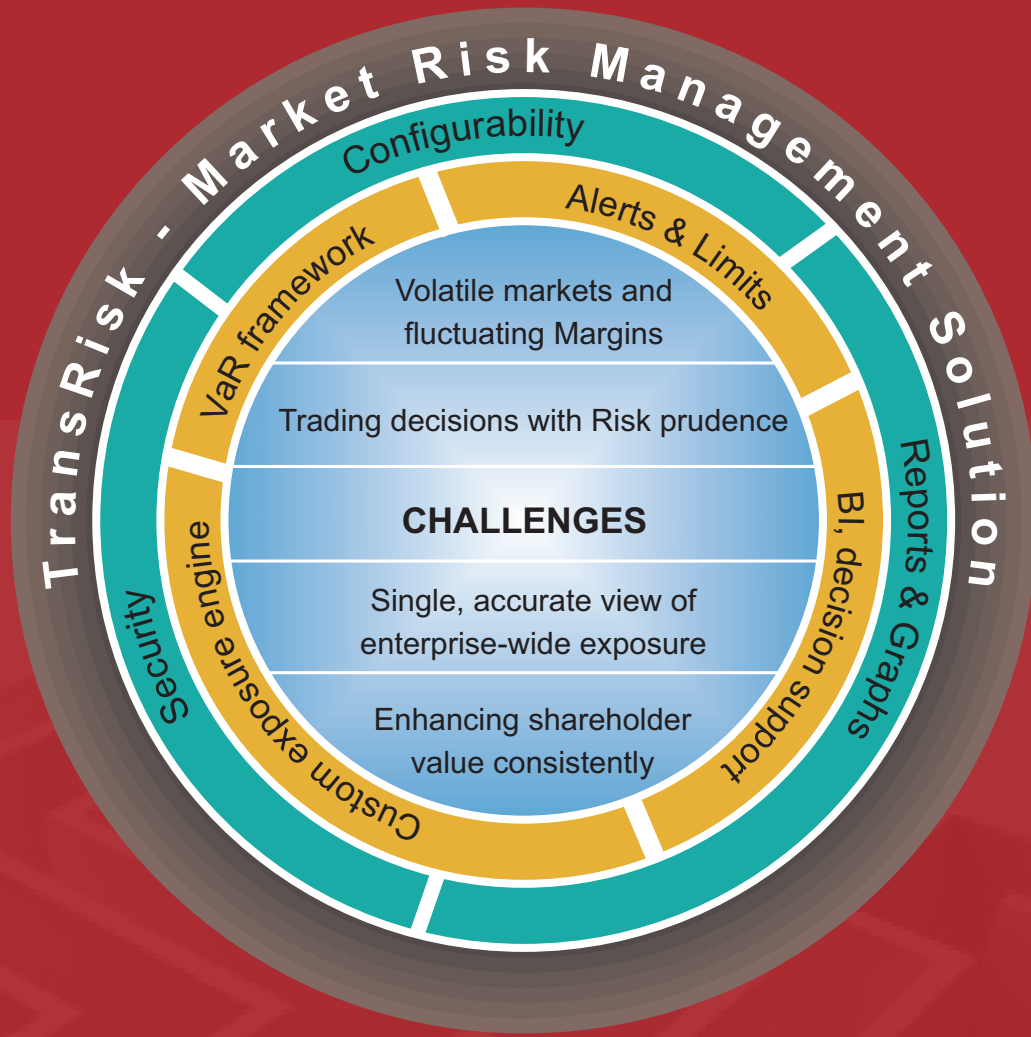 TransRisk - Market Risk Management Solution
Configurability
Security
Reports & Graphs
VaR framework
Alerts & Limits
Custom exposure engine
BI, decision support
Volatile markets and
fluctuating Margins
Trading decisions with Risk prudence
CHALLENGES
Single, accurate view of
enterprise-wide exposure
Enhancing shareholder
value consistently